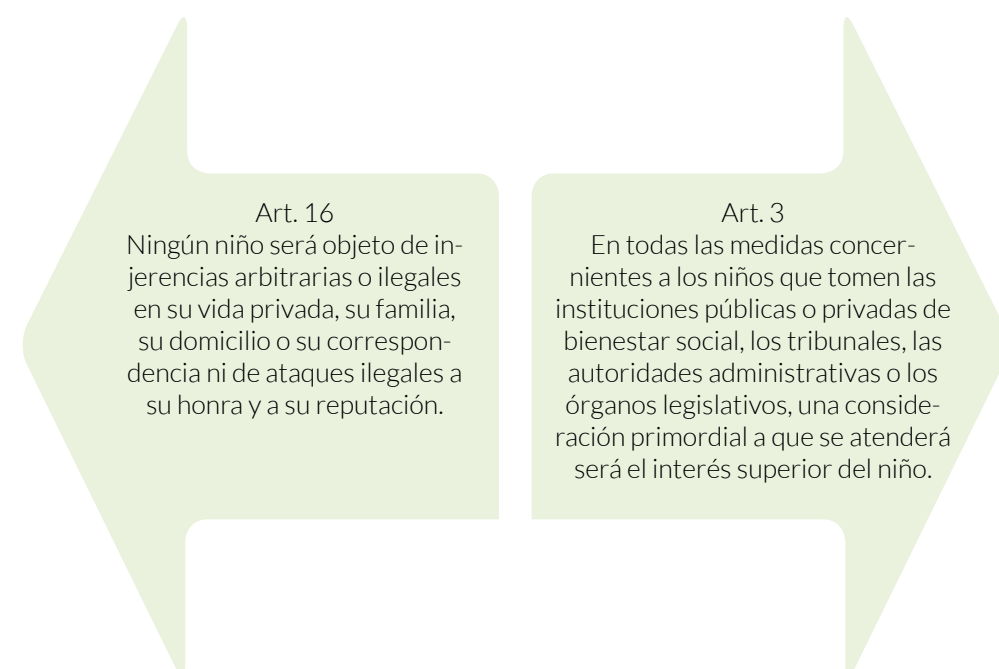 Art. 16
Ningún niño será objeto de in-
jerencias arbitrarias o ilegales
en su vida privada, su familia,
su domicilio o su correspon-
dencia ni de ataques ilegales a
su honra y a su reputación.
Art. 3
En todas las medidas concer-
nientes a los niños que tomen las
instituciones públicas o privadas de
bienestar social, los tribunales, las
autoridades administrativas o los
órganos legislativos, una conside-
ración primordial a que se atenderá
será el interés superior del niño.